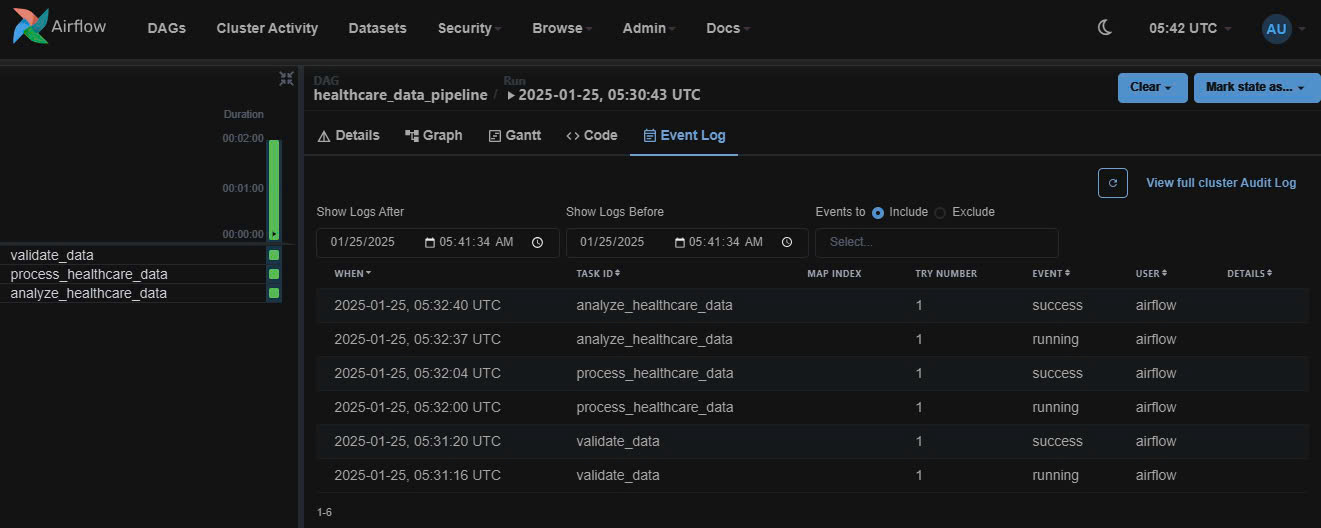 Airflow DAGs Cluster Activity Datasets Security Browse Admin Docs 05:42 UTC AU
DAG Run
healthcare_data_pipeline / 2025-01-25, 05:30:43 UTC
Clear Mark state as...
Duration
00:02:00
00:01:00
00:00:00
validate_data
process_healthcare_data
analyze_healthcare_data
Details Graph Gantt <> Code Event Log
View full cluster Audit Log
Show Logs After Show Logs Before Events to Include Exclude
01/25/2025 05:41:34 AM 01/25/2025 05:41:34 AM Select...
WHEN TASK ID MAP INDEX TRY NUMBER EVENT USER DETAILS
2025-01-25, 05:32:40 UTC analyze_healthcare_data 1 success airflow
2025-01-25, 05:32:37 UTC analyze_healthcare_data 1 running airflow
2025-01-25, 05:32:04 UTC process_healthcare_data 1 success airflow
2025-01-25, 05:32:00 UTC process_healthcare_data 1 running airflow
2025-01-25, 05:31:20 UTC validate_data 1 success airflow
2025-01-25, 05:31:16 UTC validate_data 1 running airflow
1-6